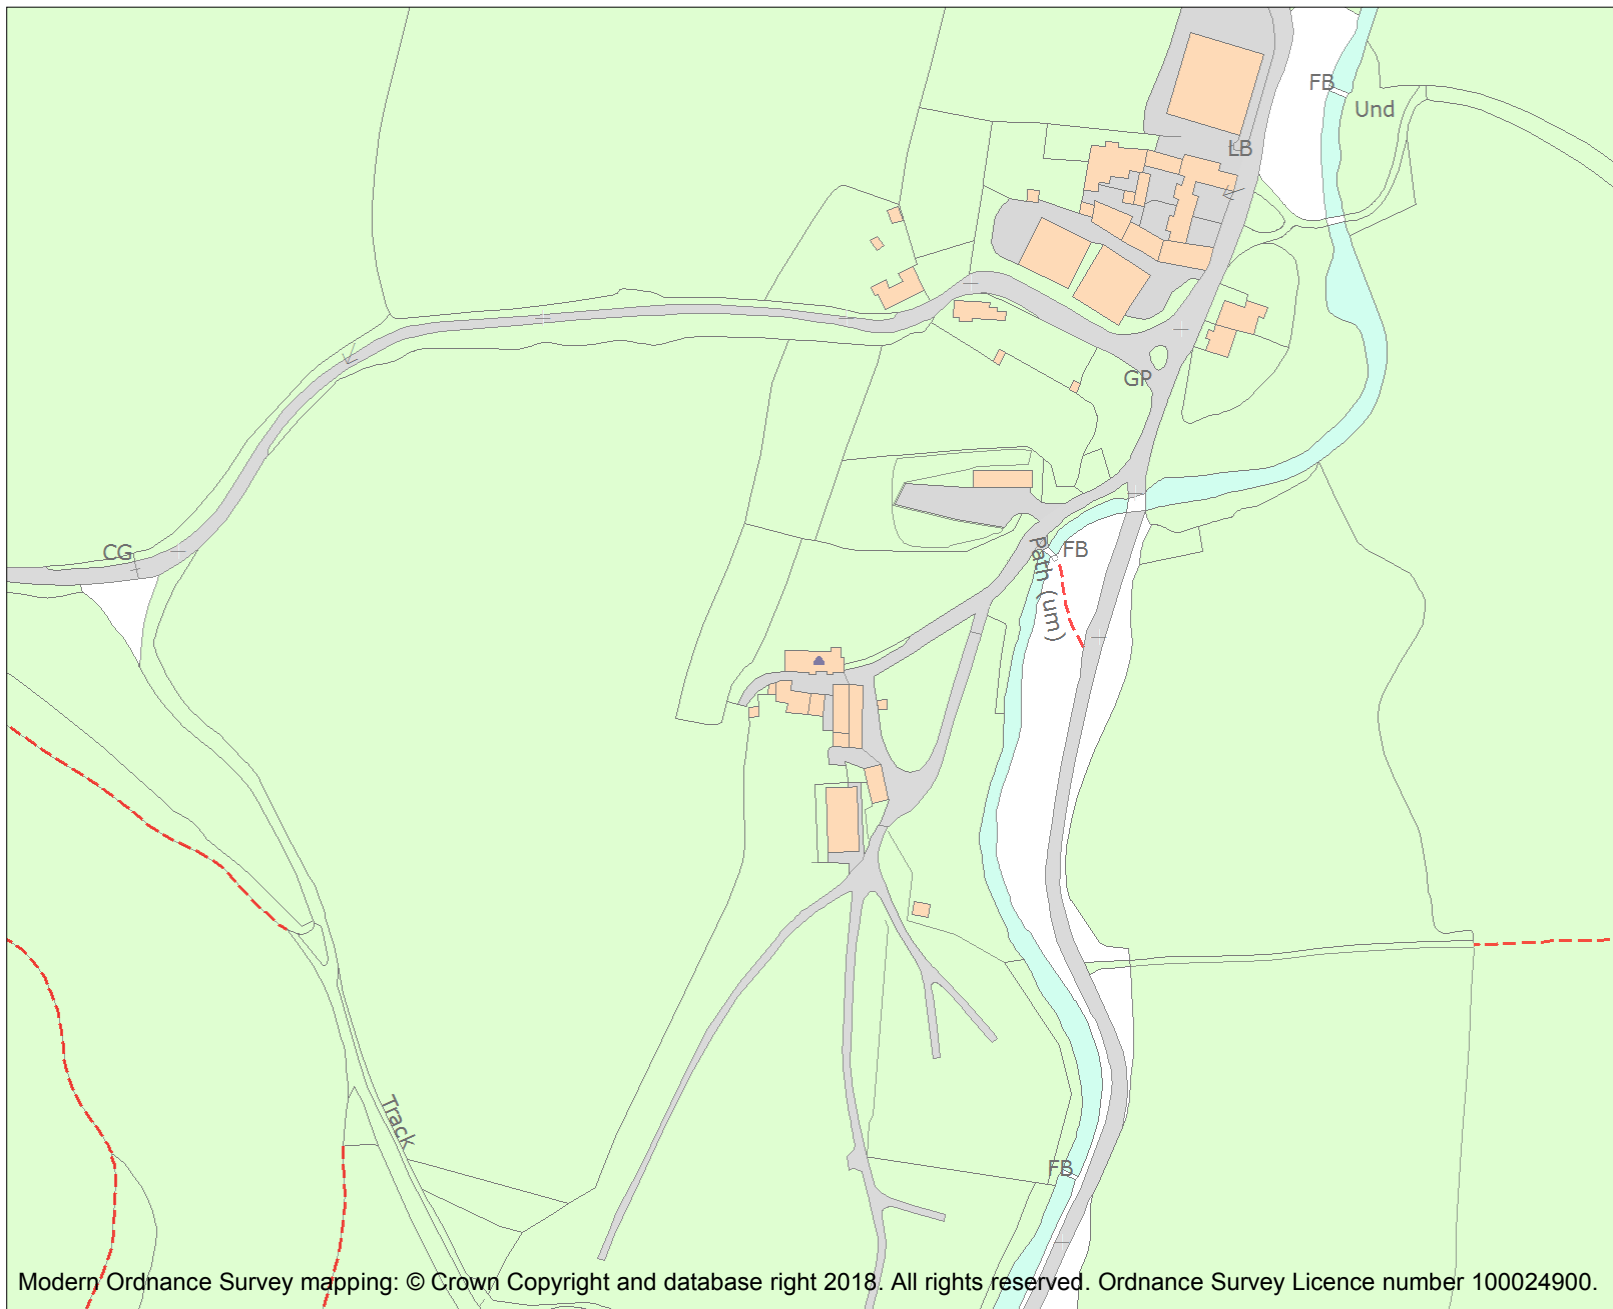 FB
Und
LB
GP
CG
FB
Path (um)
Track
FB
Modern Ordnance Survey mapping: © Crown Copyright and database right 2018. All rights reserved. Ordnance Survey Licence number 100024900.